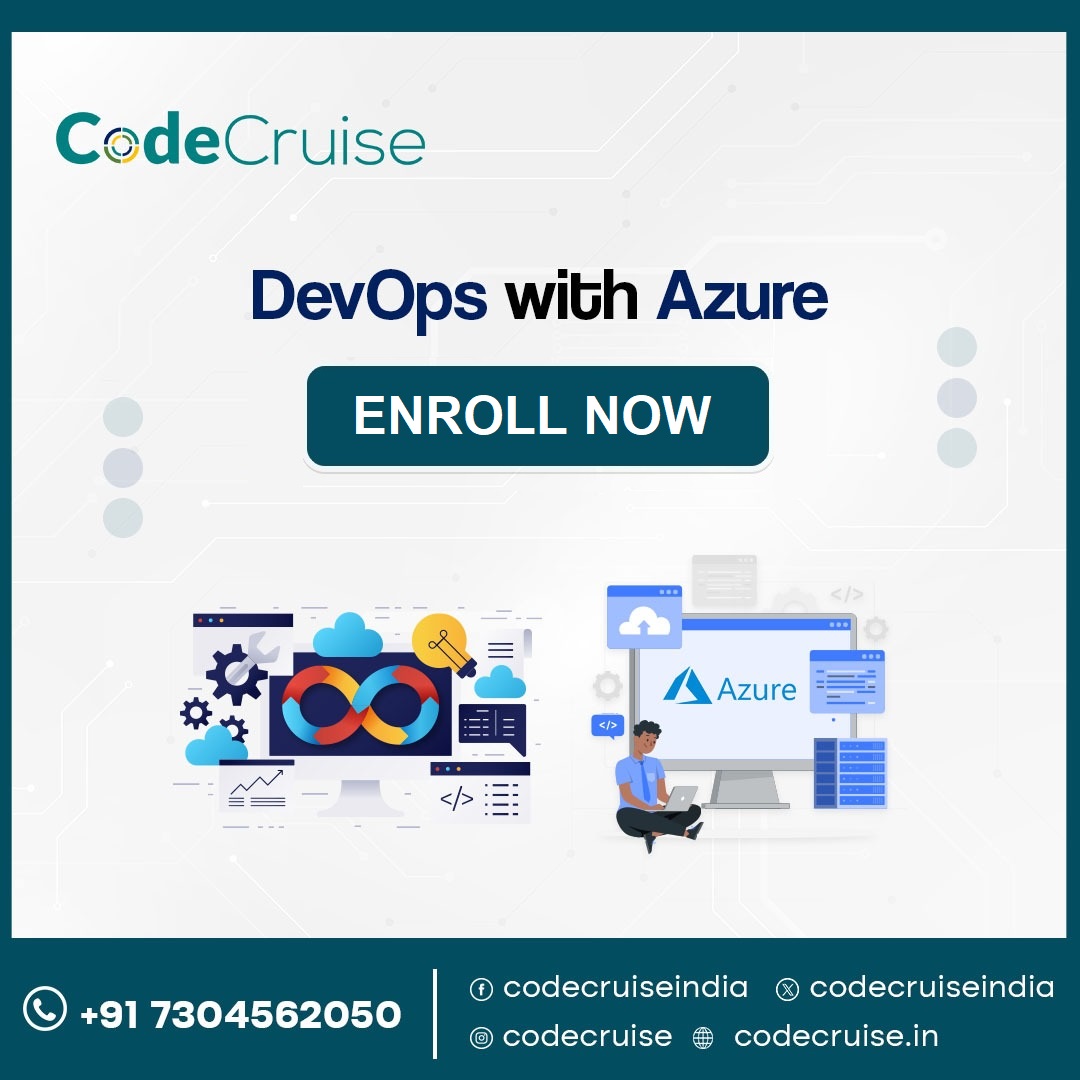 CodeCruise
DevOps with Azure
ENROLL NOW
Azure
</>
</>
</>
+91 7304562050
codecruiseindia codecruiseindia
codecruise codecruise.in